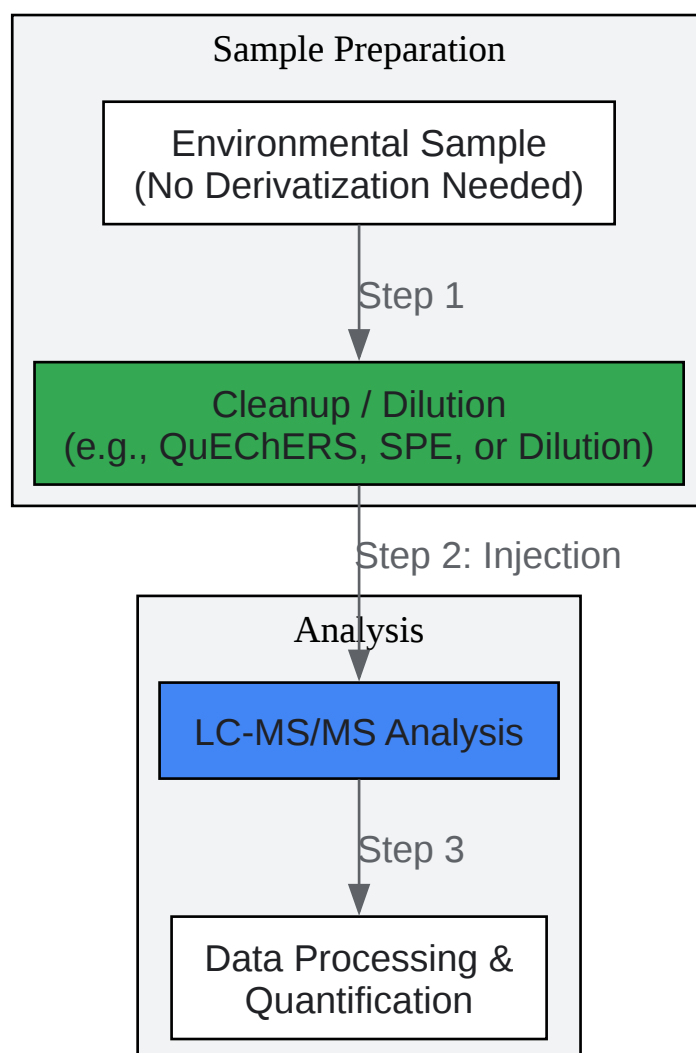 Sample Preparation
Environmental Sample
(No Derivatization Needed)
Step 1
Cleanup / Dilution
(e.g., QuEChERS, SPE, or Dilution)
Step 2: Injection
Analysis
LC-MS/MS Analysis
Step 3
Data Processing &
Quantification